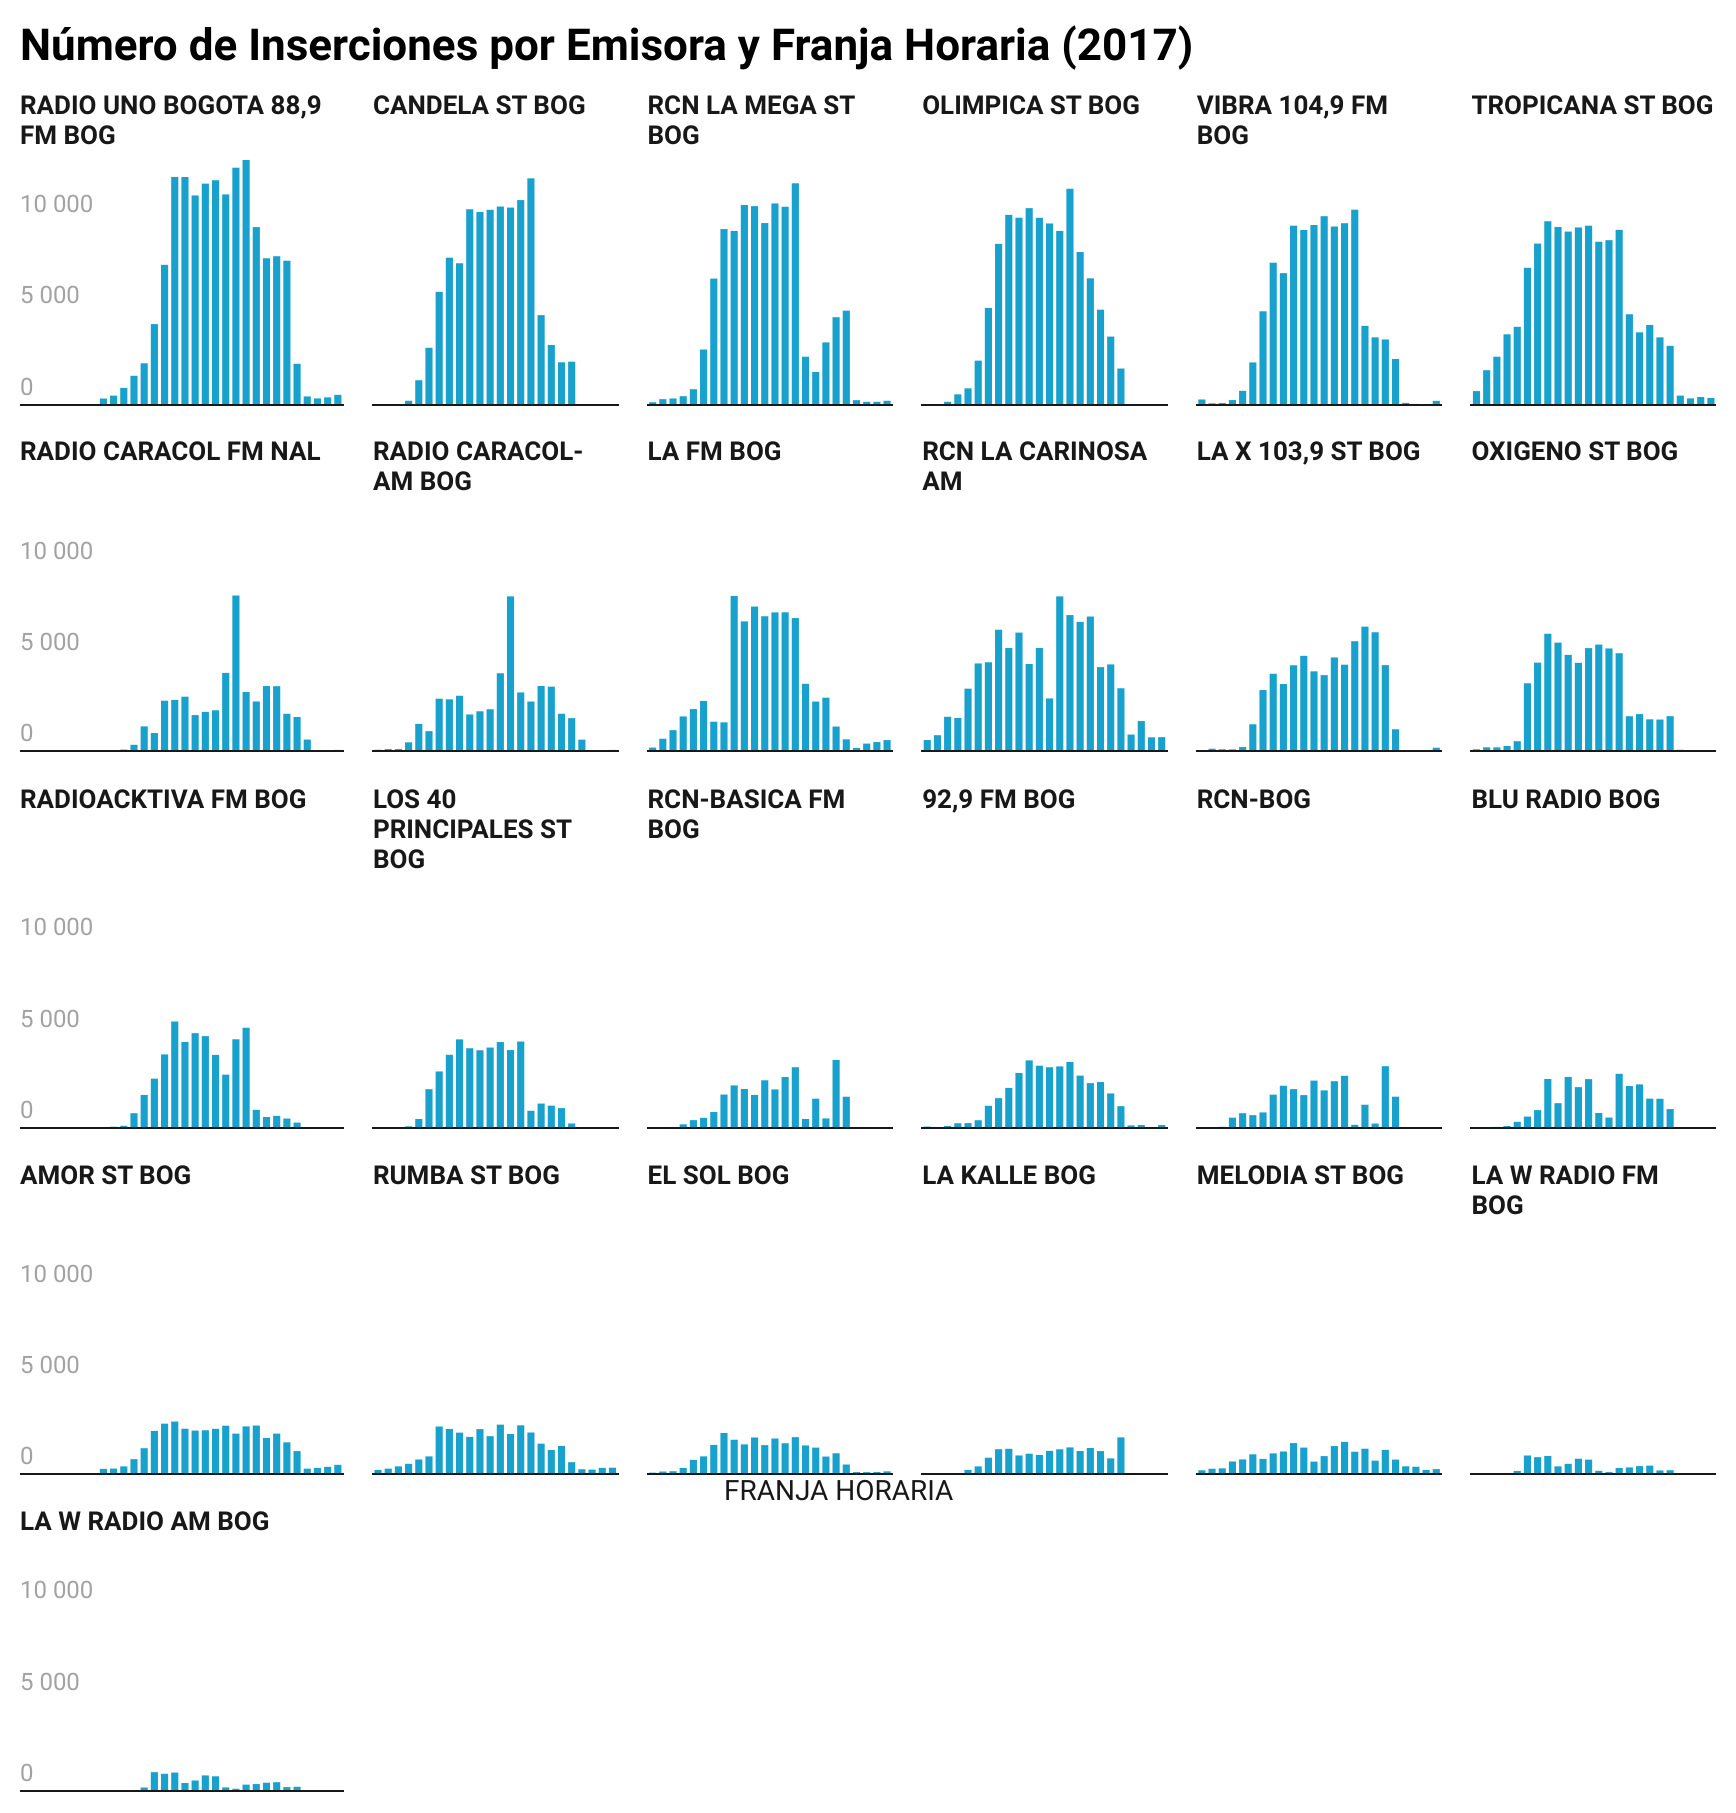 Número de Inserciones por Emisora y Franja Horaria (2017)
RADIO UNO BOGOTA 88,9
FM BOG
CANDELA ST BOG
RCN LA MEGA ST
BOG
OLIMPICA ST BOG
VIBRA 104,9 FM
BOG
TROPICANA ST BOG
10 000
5 000
0
RADIO CARACOL FM NAL
RADIO CARACOL-
AM BOG
LA FM BOG
RCN LA CARINOSA
AM
LA X 103,9 ST BOG
OXIGENO ST BOG
10 000
5 000
0
RADIOACKTIVA FM BOG
LOS 40
PRINCIPALES ST
BOG
RCN-BASICA FM
BOG
92,9 FM BOG
RCN-BOG
BLU RADIO BOG
10 000
5 000
0
AMOR ST BOG
RUMBA ST BOG
EL SOL BOG
LA KALLE BOG
MELODIA ST BOG
LA W RADIO FM
BOG
10 000
5 000
0
FRANJA HORARIA
LA W RADIO AM BOG
10 000
5 000
0